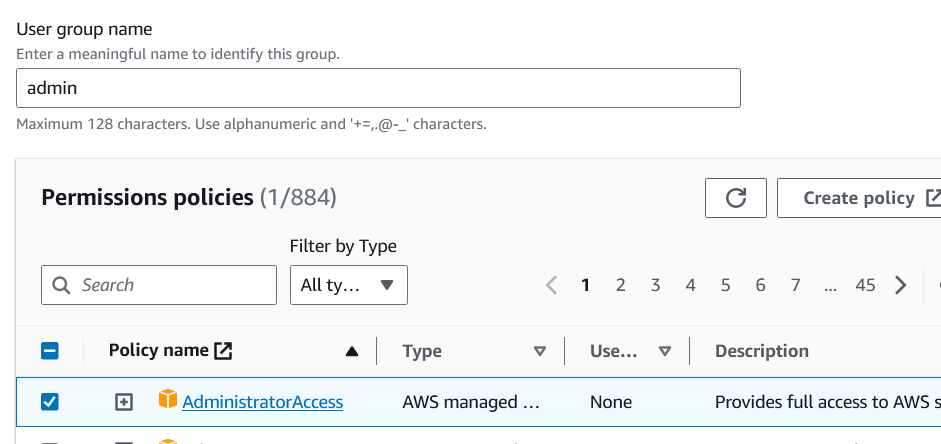 User group name
Enter a meaningful name to identify this group.
admin
Maximum 128 characters. Use alphanumeric and '+=,.@-_' characters.
Permissions policies (1/884)
Create policy
Filter by Type
Search
All ty...
1 2 3 4 5 6 7 ... 45
Policy name Type Use... Description
AdministratorAccess AWS managed ... None Provides full access to AWS s